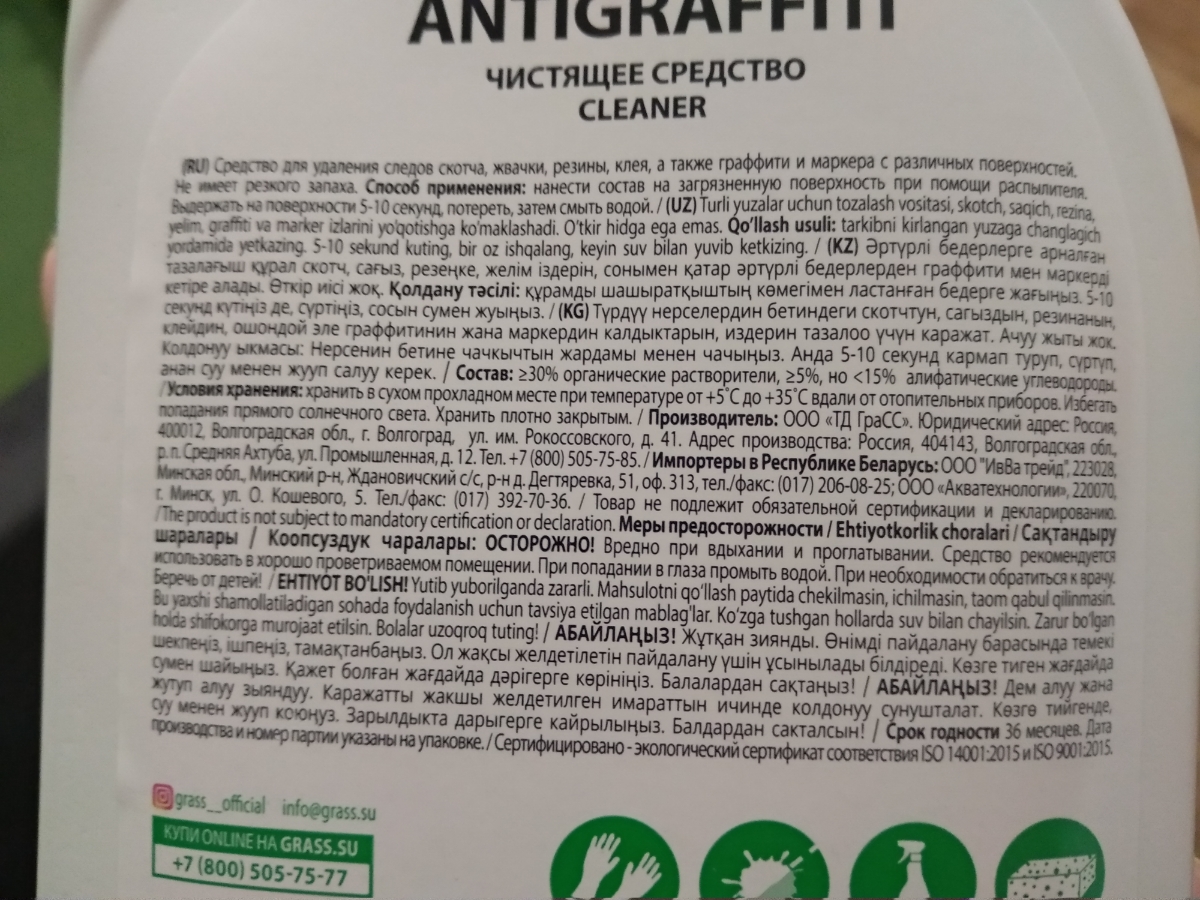 ANTIGRAFFITI
ЧИСТЯЩЕЕ СРЕДСТВО
CLEANER
(RU) Средство для удаления следов скотча, жвачки, резины, клея, а также граффити и маркера с различных поверхностей.
Не имеет резкого запаха. Способ применения: нанести состав на загрязненную поверхность при помощи распылителя.
Выдержать на поверхности 5-10 секунд, потереть, затем смыть водой. / (UZ) Turli yuzalar uchun tozalash vositasi, skotch, saqich, rezina,
yelim, graffiti va marker izlarini yo'qotishga ko'maklashadi. O'tkir hidga ega emas. Qo'llash usuli: tarkibni kirlangan yuzaga changlagich
yordamida yetkazing. 5-10 sekund kuting, bir oz ishqalang, keyin suv bilan yuvib ketkizing. / (KZ) Әртүрлі бедерлерге арналған
тазалағыш құрал скотч, сағыз, резеңке, желім іздерін, сонымен қатар әртүрлі бедерлерден граффити мен маркерді
кетіре алады. Өткір иісі жоқ. Қолдану тәсілі: құрамды шашыратқыштың көмегімен ластанған бедерге жағыңыз. 5-10
секунд күтіңіз де, сүртіңіз, сосын сумен жуыңыз. / (KG) Түрдүү нерселердин бетиндеги скотчтун, сагыздын, резинанын,
клейдин, ошондой эле граффитинин жана маркердин калдыктарын, издерин тазалоо үчүн каражат. Ачуу жыты жок.
Колдонуу ыкмасы: Нерсенин бетине чачкычтын жардамы менен чачыңыз. Анда 5-10 секунд кармап туруп, сүртүп,
анан суу менен жууп салуу керек. / Состав: ≥30% органические растворители, ≥5%, но <15% алифатические углеводороды.
/ Условия хранения: хранить в сухом прохладном месте при температуре от +5˚С до +35˚С вдали от отопительных приборов. Избегать
попадания прямого солнечного света. Хранить плотно закрытым. / Производитель: ООО «ТД ГраСС». Юридический адрес: Россия,
400012, Волгоградская обл., г. Волгоград, ул. им. Рокоссовского, д. 41. Адрес производства: Россия, 404143, Волгоградская обл.,
р.п. Средняя Ахтуба, ул. Промышленная, д. 12. Тел. +7 (800) 505-75-85. / Импортеры в Республике Беларусь: ООО "ИвВа трейд", 223028,
Минская обл., Минский р-н, Ждановичский с/с, р-н д. Дегтяревка, 51, оф. 313, тел./факс: (017) 206-08-25; ООО «Акватехнологии», 220070,
г. Минск, ул. О. Кошевого, 5. Тел./факс: (017) 392-70-36. / Товар не подлежит обязательной сертификации и декларированию.
/ The product is not subject to mandatory certification or declaration. Меры предосторожности / Ehtiyotkorlik choralari / Сақтандыру
шаралары / Коопсуздук чаралары: ОСТОРОЖНО! Вредно при вдыхании и проглатывании. Средство рекомендуется
использовать в хорошо проветриваемом помещении. При попадании в глаза промыть водой. При необходимости обратиться к врачу.
Беречь от детей! / EHTIYOT BO'LISH! Yutib yuborilganda zararli. Mahsulotni qo'llash paytida chekilmasin, ichilmasin, taom qabul qilinmasin.
Bu yaxshi shamollatiladigan sohada foydalanish uchun tavsiya etilgan mablag'lar. Ko'zga tushgan hollarda suv bilan chayilsin. Zarur bo'lgan
holda shifokorga murojaat etilsin. Bolalar uzoqroq tuting! / АБАЙЛАҢЫЗ! Жұтқан зиянды. Өнімді пайдалану барасында темекі
шекпеңіз, ішпеңіз, тамақтанбаңыз. Ол жақсы желдетілетін пайдалану үшін ұсынылады білдіреді. Көзге тиген жағдайда
сумен шайыңыз. Қажет болған жағдайда дәрігерге көрініңіз. Балалардан сақтаңыз! / АБАЙЛАҢЫЗ! Дем алуу жана
жутуп алуу зыяндуу. Каражатты жакшы желдетилген имараттын ичинде колдонуу сунушталат. Көзгө тийгенде,
суу менен жууп коюңуз. Зарылдыкта дарыгерге кайрылыңыз. Балдардан сакталсын! / Срок годности 36 месяцев. Дата
производства и номер партии указаны на упаковке. / Сертифицировано - экологический сертификат соответствия ISO 14001:2015 и ISO 9001:2015.
grass__official info@grass.su
КУПИ ONLINE НА GRASS.SU
+7 (800) 505-75-77